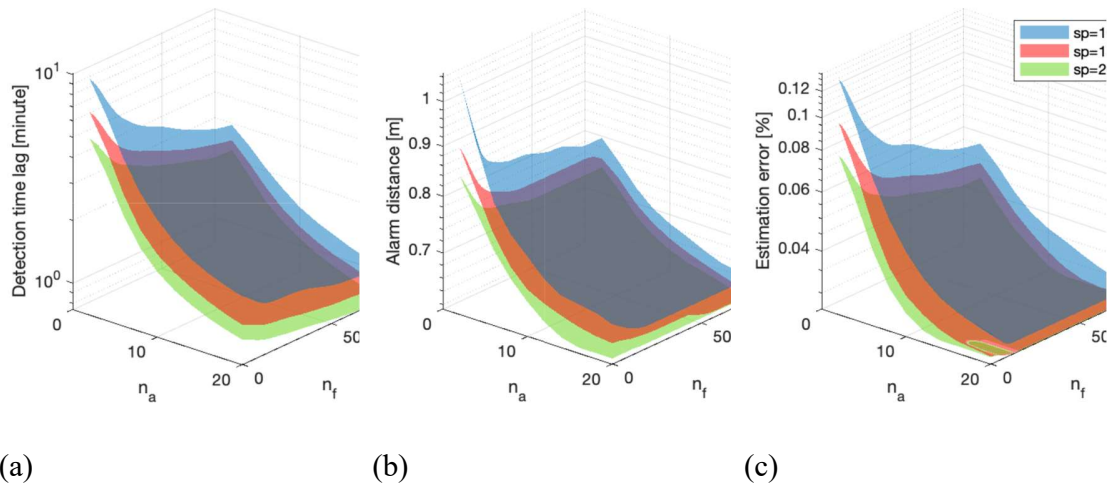 10^1
Detection time lag [minute]
10^0
0
10
20
n_a
0
50
n_f
1
0.9
0.8
0.7
Alarm distance [m]
0
10
20
n_a
0
50
n_f
sp=1
sp=1
sp=2
0.12
0.1
0.08
0.06
0.04
Estimation error [%]
0
10
20
n_a
0
50
n_f
(a)
(b)
(c)